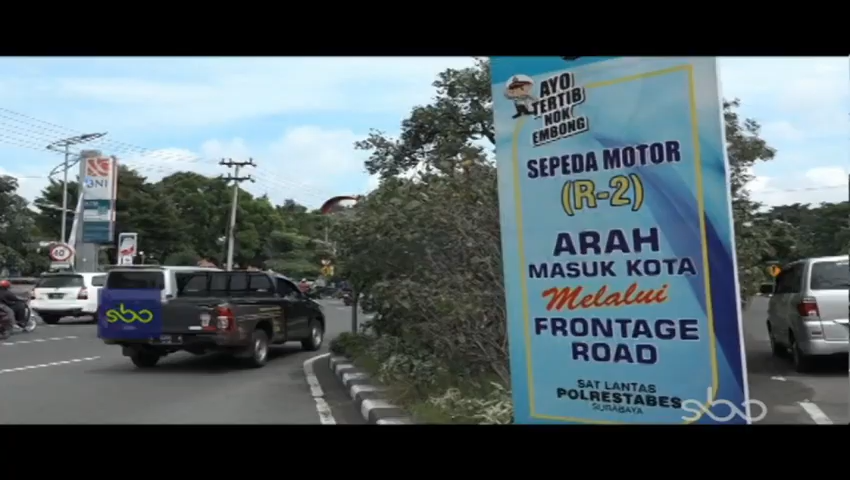 AYO
TERTIB
NOK
EMBONG
SEPEDA MOTOR
(R-2)
ARAH
MASUK KOTA
Melalui
FRONTAGE
ROAD
SAT LANTAS
POLRESTABES
SURABAYA
BNI
40
sbo
sbo